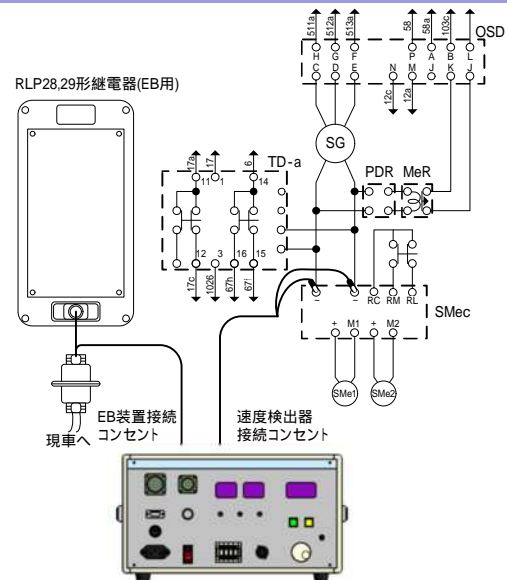 511a
512a
513a
58
58a
103c
OSD
H G F P A B L
C D E N M J K J
12c
12a
RLP28,29形継電器(EB用)
SG
TD-a
17a
17
6
11 1 14
PDR MeR
12 3 16 15
17c
1026
67h
~ ~ RC RM RL
SMec
+ M1 + M2
SMe1 SMe2
EB装置接続
コンセント
速度検出器
接続コンセント
現車へ